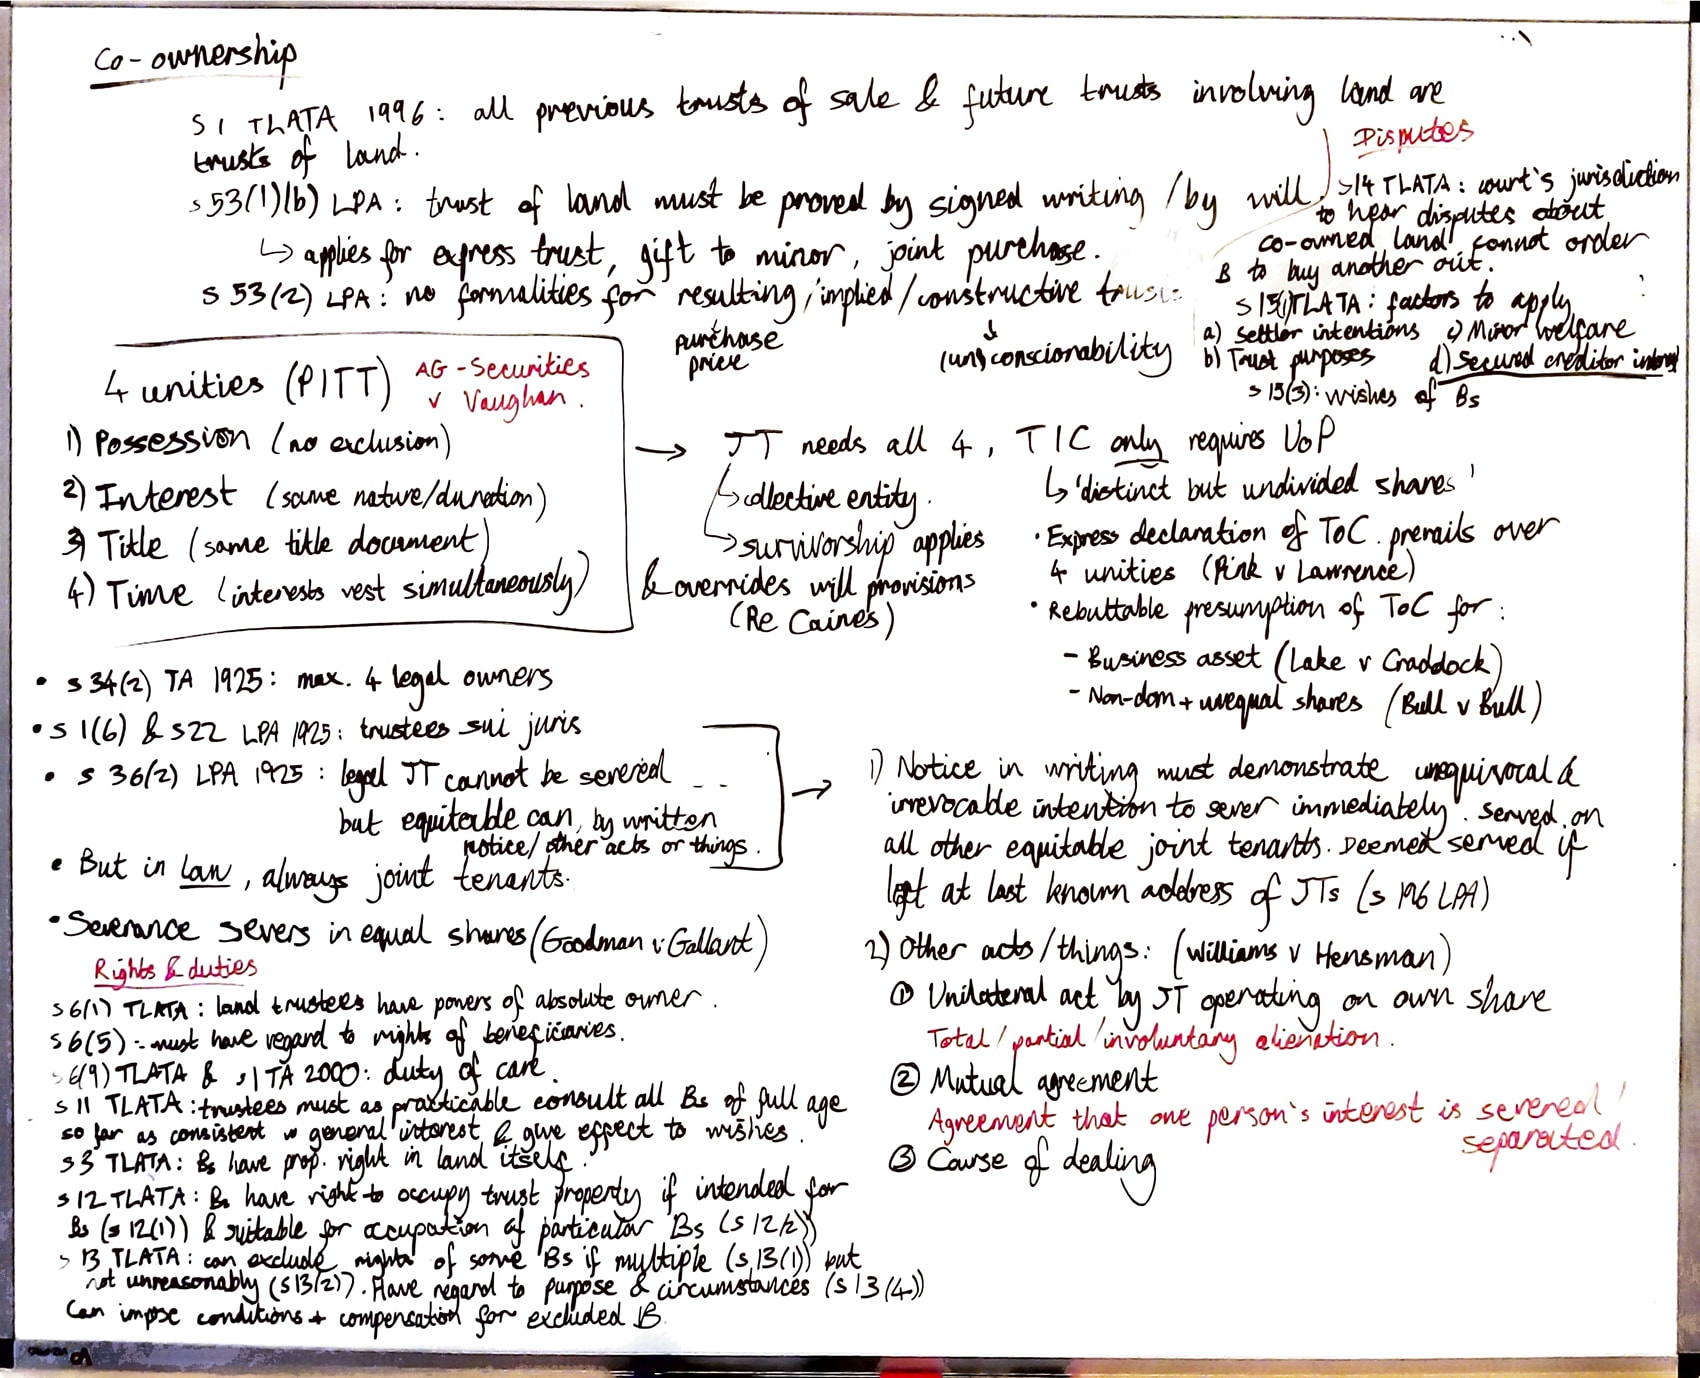 Co-ownership
S 1 TLATA 1996: all previous trusts of sale & future trusts involving land are
trusts of land.
s 53(1)(b) LPA: trust of land must be proved by signed writing / by will
↳ applies for express trust, gift to minor, joint purchase.
S 53(2) LPA: no formalities for resulting / implied / constructive trust
purchase
price
(un)conscionability
Disputes
s14 TLATA: court's jurisdiction
to hear disputes about
co-owned land. cannot order
B to buy another out.
S 15(1) TLATA: factors to apply
a) Settlor intentions c) Minor welfare
b) Trust purposes d) Secured creditor interest
s 15(3): wishes of Bs
4 unities (PITT)
AG-Securities
v Vaughan.
1) Possession (no exclusion)
2) Interest (same nature/duration)
3) Title (same title document)
4) Time (interests vest simultaneously)
→ JT needs all 4, TIC only requires UoP
↳ collective entity.
↳ survivorship applies
& overrides will provisions
(Re Caines)
↳ 'distinct but undivided shares'
• Express declaration of ToC prevails over
4 unities (Pink v Lawrence)
• Rebuttable presumption of ToC for:
- Business asset (Lake v Craddock)
- Non-dom + unequal shares (Bull v Bull)
• s 34(2) TA 1925: max. 4 legal owners
• s 1(6) & s22 LPA 1925: trustees sui juris
• s 36(2) LPA 1925: legal JT cannot be severed ...
but equitable can, by written
notice/ other acts or things.
• But in law, always joint tenants.
• Severance severs in equal shares (Goodman v Gallant)
→ 1) Notice in writing must demonstrate unequivocal &
irrevocable intention to sever immediately. Served on
all other equitable joint tenants. Deemed served if
left at last known address of JTs (s 196 LPA)
2) Other acts/things: (Williams v Hensman)
① Unilateral act by JT operating on own share
Total / partial / involuntary alienation.
② Mutual agreement
Agreement that one person's interest is severed /
separated.
③ Course of dealing
Rights & duties
s 6(1) TLATA: land trustees have powers of absolute owner.
s 6(5) - must have regard to rights of beneficiaries.
s 6(9) TLATA & s1 TA 2000: duty of care.
s 11 TLATA: trustees must as practicable consult all Bs of full age
so far as consistent w general interest & give effect to wishes.
s 3 TLATA: Bs have prop. right in land itself.
s 12 TLATA: Bs have right to occupy trust property if intended for
Bs (s 12(1)) & suitable for occupation of particular Bs (s 12(2))
s 13 TLATA: can exclude rights of some Bs if multiple (s 13(1)) but
not unreasonably (s13(2)). Have regard to purpose & circumstances (s 13(4))
Can impose conditions + compensation for excluded B.